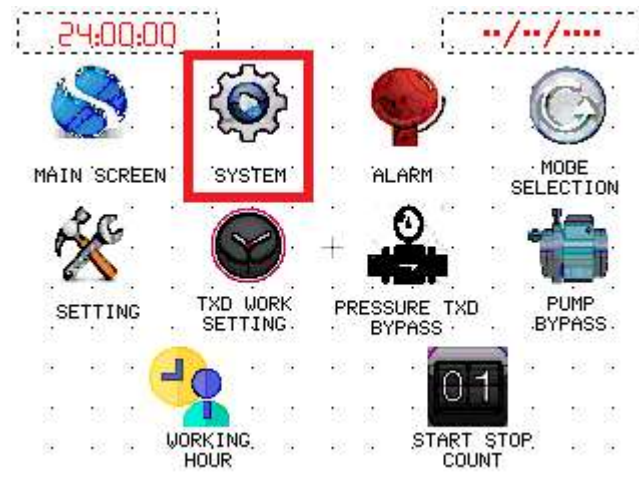 24:00:00
--/--/----
MAIN SCREEN
SYSTEM
ALARM
MODE
SELECTION
SETTING
TXD WORK
SETTING
PRESSURE TXD
BYPASS
PUMP
BYPASS
01
WORKING
HOUR
START STOP
COUNT